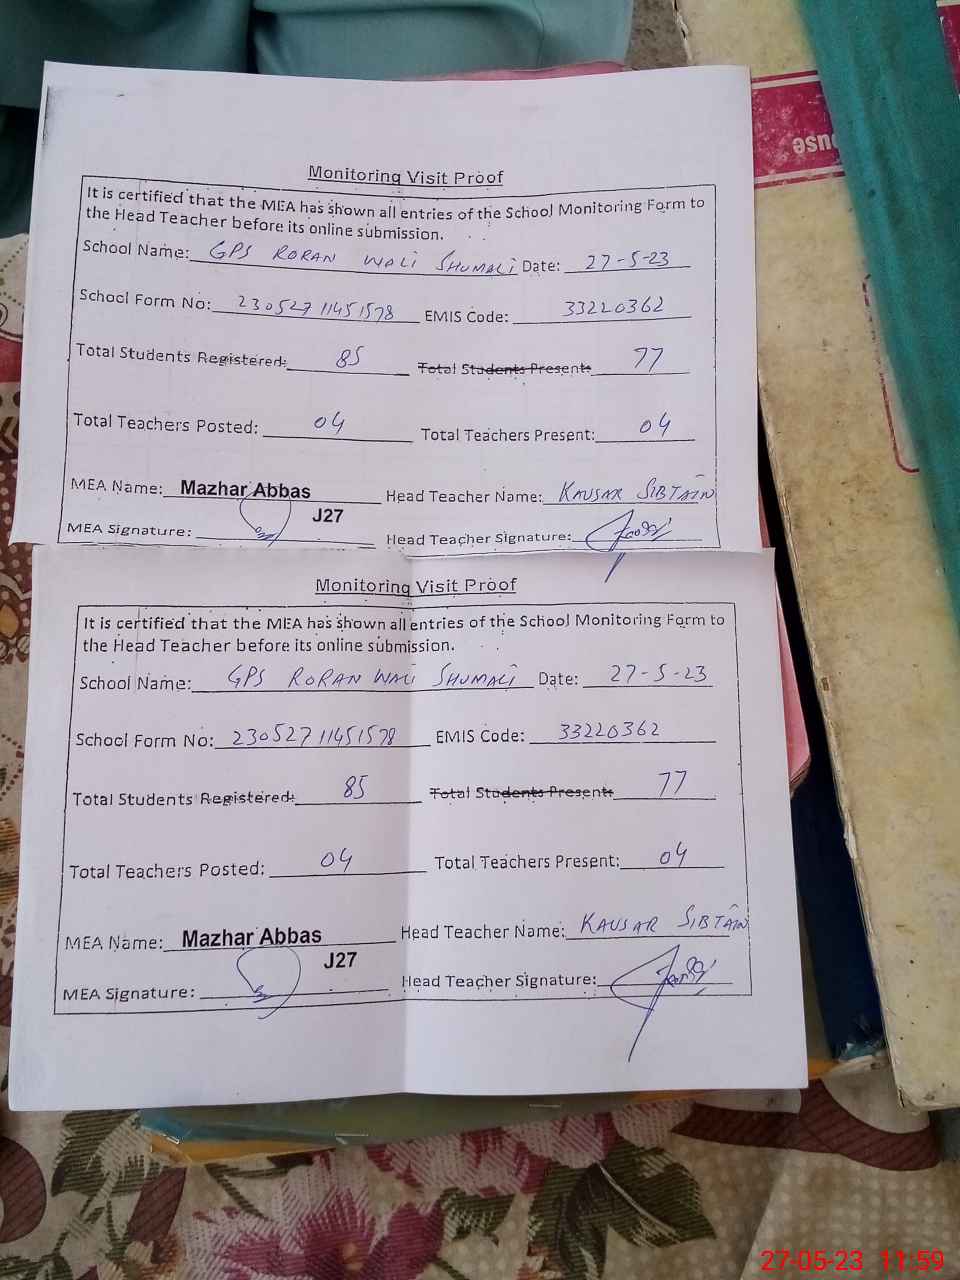 Monitoring Visit Proof
It is certified that the MEA has shown all entries of the School Monitoring Form to
the Head Teacher before its online submission.
School Name: GPS RORAN WALI SHUMALI Date: 27-5-23
School Form No: 23052711451578 EMIS Code: 33220362
Total Students Registered: 85 Total Students Present: 77
Total Teachers Posted: 04 Total Teachers Present: 04
MEA Name: Mazhar Abbas Head Teacher Name: KAUSAR SIBTAIN
J27
MEA Signature: Head Teacher Signature:
Monitoring Visit Proof
It is certified that the MEA has shown all entries of the School Monitoring Form to
the Head Teacher before its online submission.
School Name: GPS RORAN WALI SHUMALI Date: 27-5-23
School Form No: 23052711451578 EMIS Code: 33220362
Total Students Registered: 85 Total Students Present: 77
Total Teachers Posted: 04 Total Teachers Present: 04
MEA Name: Mazhar Abbas Head Teacher Name: KAUSAR SIBTAIN
J27
MEA Signature: Head Teacher Signature:
27-05-23 11:59